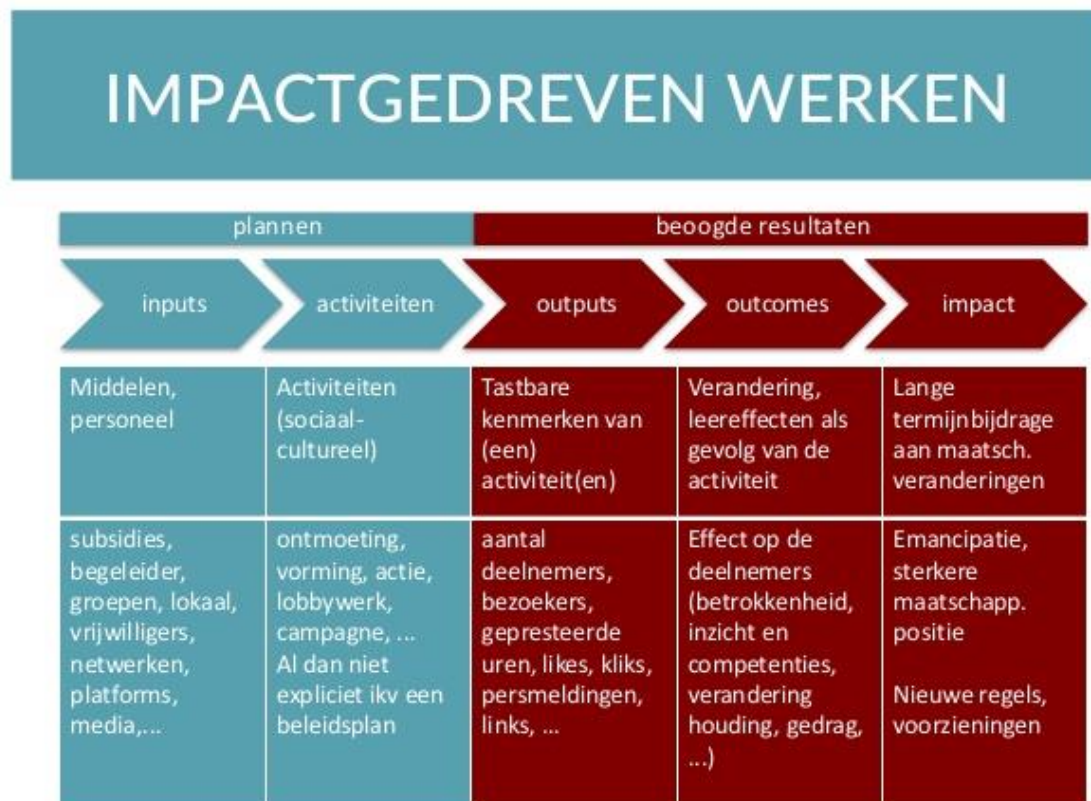 IMPACTGEDREVEN WERKEN
plannen
beoogde resultaten
inputs
activiteiten
outputs
outcomes
impact
Middelen,
personeel
Activiteiten
(sociaal-
cultureel)
Tastbare
kenmerken van
(een)
activiteit(en)
Verandering,
leereffecten als
gevolg van de
activiteit
Lange
termijnbijdrage
aan maatsch.
veranderingen
subsidies,
begeleider,
groepen, lokaal,
vrijwilligers,
netwerken,
platforms,
media,...
ontmoeting,
vorming, actie,
lobbywerk,
campagne, ...
Al dan niet
expliciet ikv een
beleidsplan
aantal
deelnemers,
bezoekers,
gepresteerde
uren, likes, kliks,
persmeldingen,
links, ...
Effect op de
deelnemers
(betrokkenheid,
inzicht en
competenties,
verandering
houding, gedrag,
...)
Emancipatie,
sterkere
maatschapp.
positie
Nieuwe regels,
voorzieningen